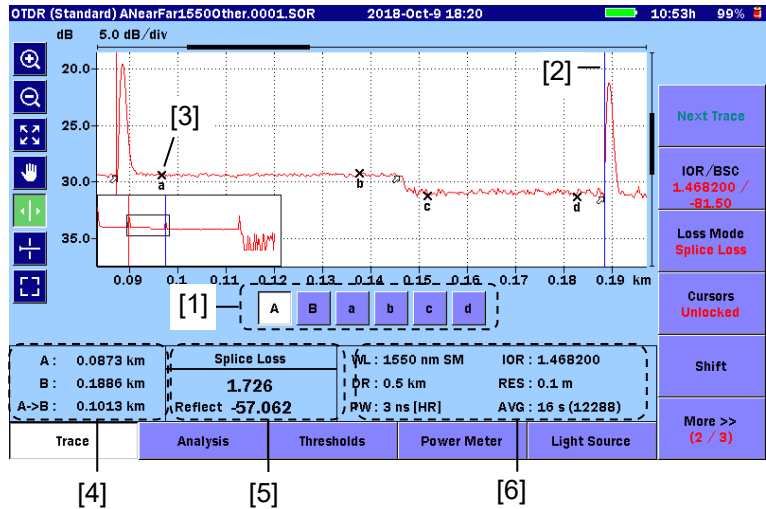 OTDR (Standard) ANearFar1550Other.0001.SOR 2018-Oct-9 18:20 10:53h 99%
dB 5.0 dB/div
[2]
20.0
[3]
Next Trace
25.0
IOR/BSC
1.468200 /
-81.50
30.0
a b c d
Loss Mode
Splice Loss
35.0
0.09 0.1 0.11 0.12 0.13 0.14 0.15 0.16 0.17 0.18 0.19 km
Cursors
Unlocked
[1] A B a b c d
Shift
A : 0.0873 km
B : 0.1886 km
A->B : 0.1013 km
Splice Loss
1.726
Reflect -57.062
WL : 1550 nm SM IOR : 1.468200
DR : 0.5 km RES : 0.1 m
PW : 3 ns [HR] AVG : 16 s (12288)
More >>
(2 / 3)
Trace Analysis Thresholds Power Meter Light Source
[4] [5] [6]